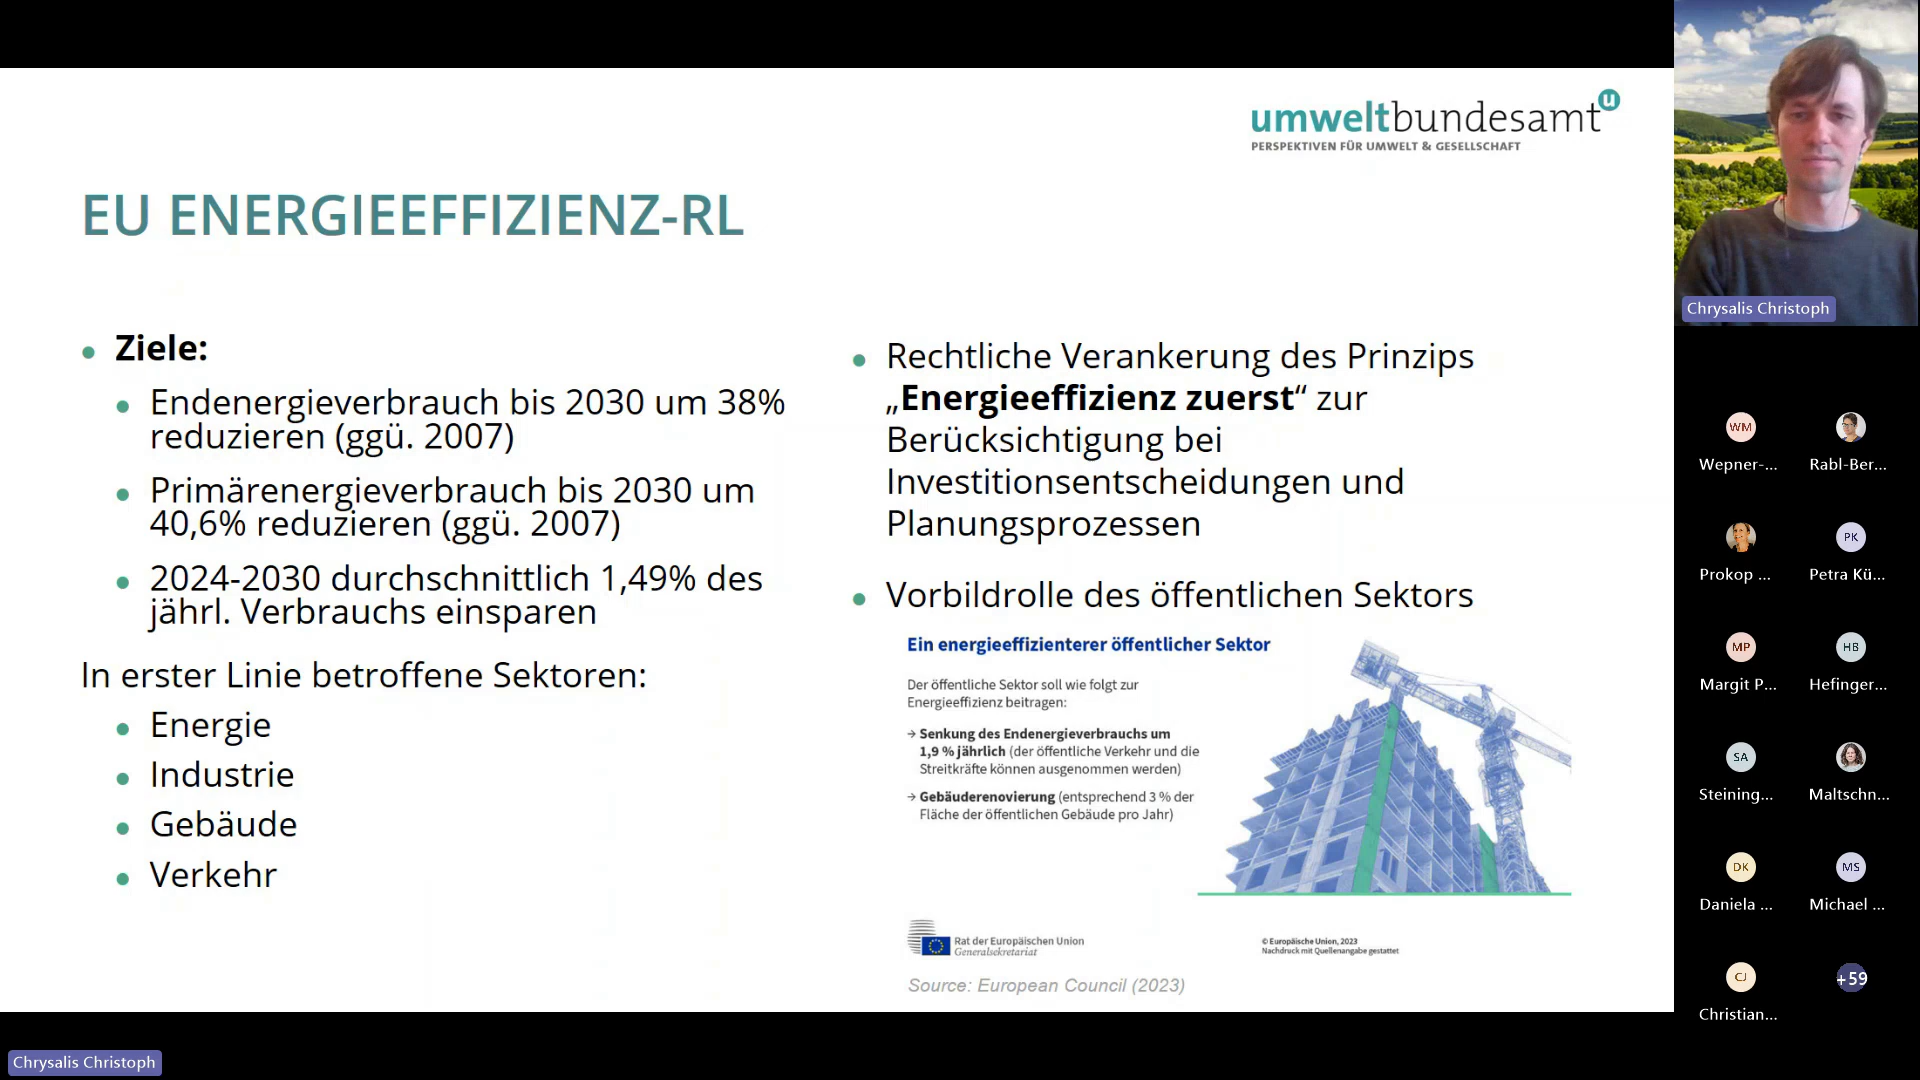 umweltbundesamt
PERSPEKTIVEN FÜR UMWELT & GESELLSCHAFT
EU ENERGIEEFFIZIENZ-RL
Ziele:
Endenergieverbrauch bis 2030 um 38%
reduzieren (ggü. 2007)
Primärenergieverbrauch bis 2030 um
40,6% reduzieren (ggü. 2007)
2024-2030 durchschnittlich 1,49% des
jährl. Verbrauchs einsparen
In erster Linie betroffene Sektoren:
Energie
Industrie
Gebäude
Verkehr
Rechtliche Verankerung des Prinzips
„Energieeffizienz zuerst“ zur
Berücksichtigung bei
Investitionsentscheidungen und
Planungsprozessen
Vorbildrolle des öffentlichen Sektors
Ein energieeffizienterer öffentlicher Sektor
Der öffentliche Sektor soll wie folgt zur
Energieeffizienz beitragen:
→ Senkung des Endenergieverbrauchs um
1,9 % jährlich (der öffentliche Verkehr und die
Streitkräfte können ausgenommen werden)
→ Gebäuderenovierung (entsprechend 3 % der
Fläche der öffentlichen Gebäude pro Jahr)
Rat der Europäischen Union
Generalsekretariat
© Europäische Union, 2023
Nachdruck mit Quellenangabe gestattet
Source: European Council (2023)
Chrysalis Christoph
WM
Wepner-...
Rabl-Ber...
Prokop ...
PK
Petra Kü...
MP
Margit P...
HB
Hefinger...
SA
Steining...
Maltschn...
DK
Daniela ...
MS
Michael ...
CJ
Christian...
+59
Chrysalis Christoph